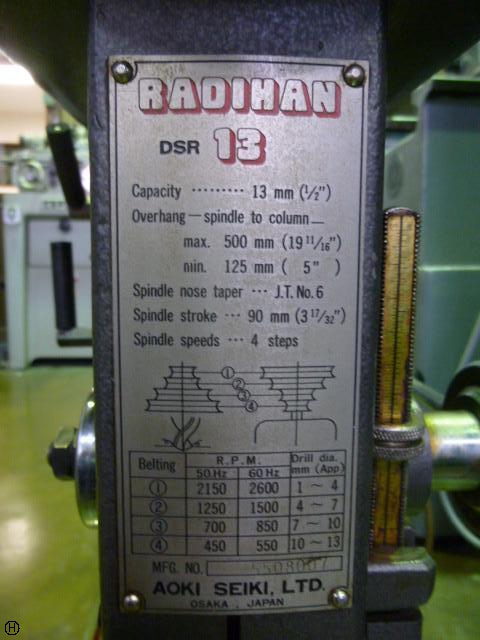 RADIHAN
DSR 13
Capacity ········· 13 mm (1/2")
Overhang — spindle to column —
max. 500 mm (19 11/16")
min. 125 mm ( 5" )
Spindle nose taper ··· J.T. No. 6
Spindle stroke ··· 90 mm (3 17/32")
Spindle speeds ··· 4 steps
①
②
③
④
Belting R.P.M. Drill dia.
50Hz 60Hz mm (App)
① 2150 2600 1 ~ 4
② 1250 1500 4 ~ 7
③ 700 850 7 ~ 10
④ 450 550 10 ~ 13
MFG. NO.
AOKI SEIKI, LTD.
OSAKA , JAPAN
H